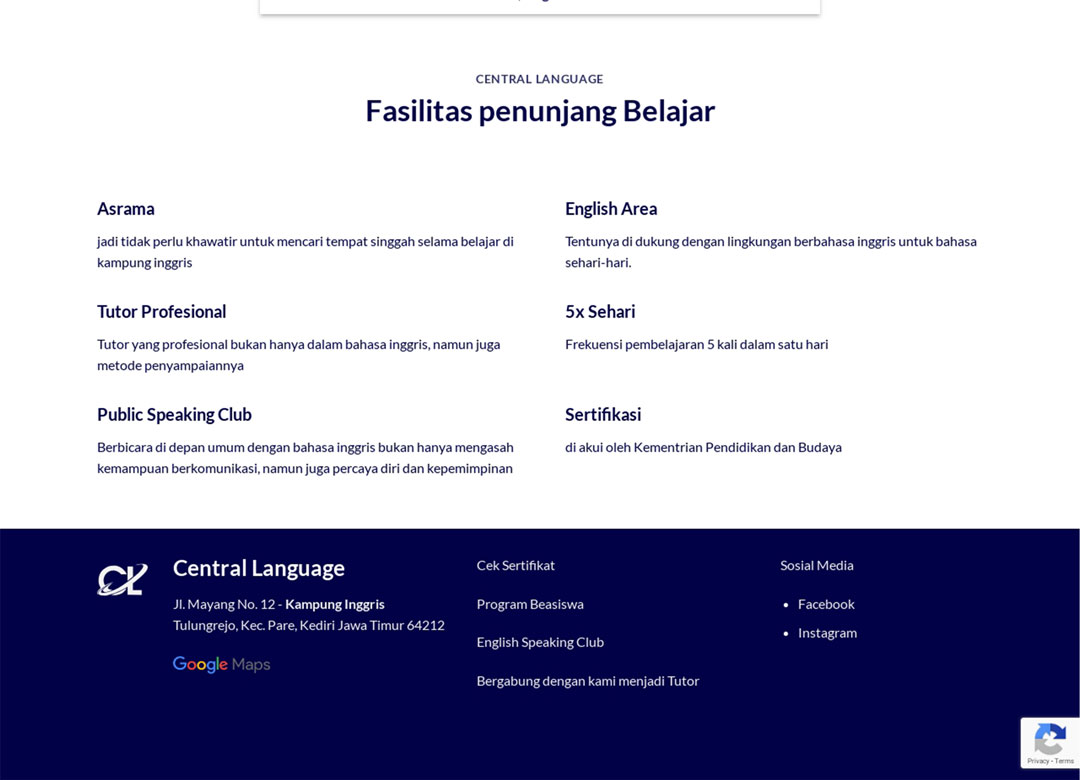 CENTRAL LANGUAGE
Fasilitas penunjang Belajar
Asrama
jadi tidak perlu khawatir untuk mencari tempat singgah selama belajar di
kampung inggris
English Area
Tentunya di dukung dengan lingkungan berbahasa inggris untuk bahasa
sehari-hari.
Tutor Profesional
Tutor yang profesional bukan hanya dalam bahasa inggris, namun juga
metode penyampaiannya
5x Sehari
Frekuensi pembelajaran 5 kali dalam satu hari
Public Speaking Club
Berbicara di depan umum dengan bahasa inggris bukan hanya mengasah
kemampuan berkomunikasi, namun juga percaya diri dan kepemimpinan
Sertifikasi
di akui oleh Kementrian Pendidikan dan Budaya
CL
Central Language
Jl. Mayang No. 12 - Kampung Inggris
Tulungrejo, Kec. Pare, Kediri Jawa Timur 64212
Google Maps
Cek Sertifikat
Program Beasiswa
English Speaking Club
Bergabung dengan kami menjadi Tutor
Sosial Media
• Facebook
• Instagram
Privacy - Terms